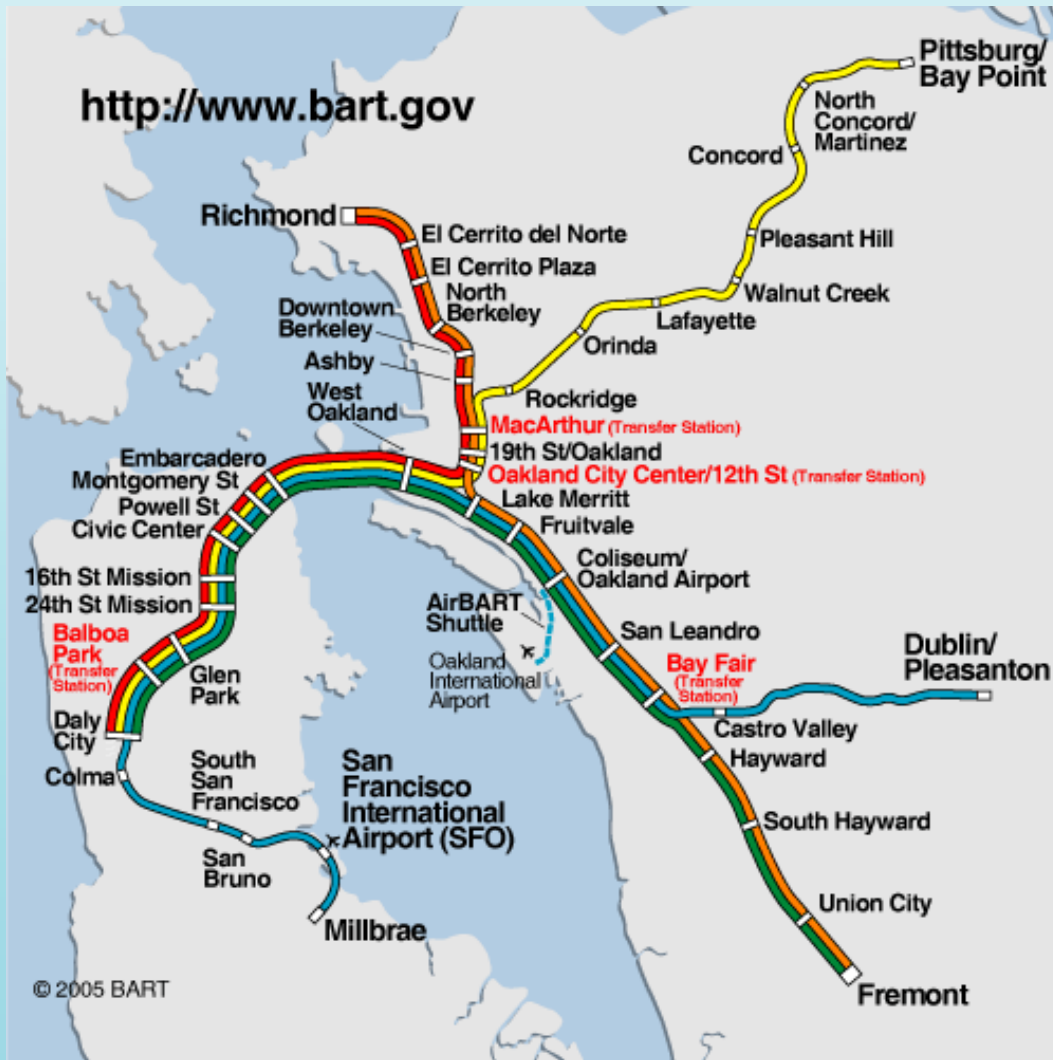 http://www.bart.gov
Pittsburg/
Bay Point
North
Concord/
Martinez
Concord
Pleasant Hill
Walnut Creek
Lafayette
Orinda
Rockridge
Richmond
El Cerrito del Norte
El Cerrito Plaza
North
Berkeley
Downtown
Berkeley
Ashby
West
Oakland
MacArthur (Transfer Station)
19th St/Oakland
Oakland City Center/12th St (Transfer Station)
Lake Merritt
Fruitvale
Coliseum/
Oakland Airport
Embarcadero
Montgomery St
Powell St
Civic Center
16th St Mission
24th St Mission
Balboa
Park
(Transfer
Station)
Glen
Park
Daly
City
Colma
South
San
Francisco
San
Bruno
San
Francisco
International
Airport (SFO)
Millbrae
AirBART
Shuttle
Oakland
International
Airport
San Leandro
Bay Fair
(Transfer
Station)
Dublin/
Pleasanton
Castro Valley
Hayward
South Hayward
Union City
Fremont
© 2005 BART